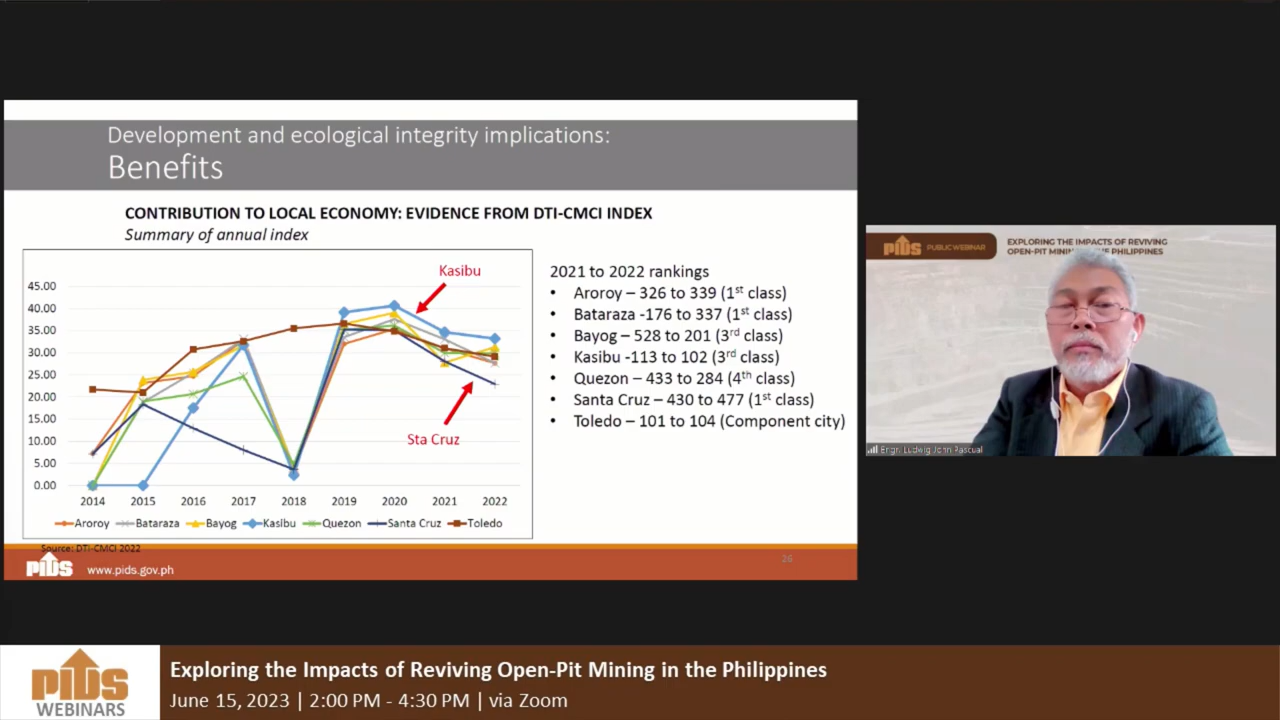 Development and ecological integrity implications:
Benefits
CONTRIBUTION TO LOCAL ECONOMY: EVIDENCE FROM DTI-CMCI INDEX
Summary of annual index
Kasibu
45.00
40.00
35.00
30.00
25.00
20.00
15.00
10.00
5.00
0.00
Sta Cruz
2014 2015 2016 2017 2018 2019 2020 2021 2022
Aroroy Bataraza Bayog Kasibu Quezon Santa Cruz Toledo
Source: DTI-CMCI 2022
2021 to 2022 rankings
• Aroroy – 326 to 339 (1st class)
• Bataraza -176 to 337 (1st class)
• Bayog – 528 to 201 (3rd class)
• Kasibu -113 to 102 (3rd class)
• Quezon – 433 to 284 (4th class)
• Santa Cruz – 430 to 477 (1st class)
• Toledo – 101 to 104 (Component city)
26
PIDS www.pids.gov.ph
PIDS PUBLIC WEBINAR
EXPLORING THE IMPACTS OF REVIVING
OPEN-PIT MINING THE PHILIPPINES
Engr. Ludwig John Pascual
PIDS
WEBINARS
Exploring the Impacts of Reviving Open-Pit Mining in the Philippines
June 15, 2023 | 2:00 PM - 4:30 PM | via Zoom